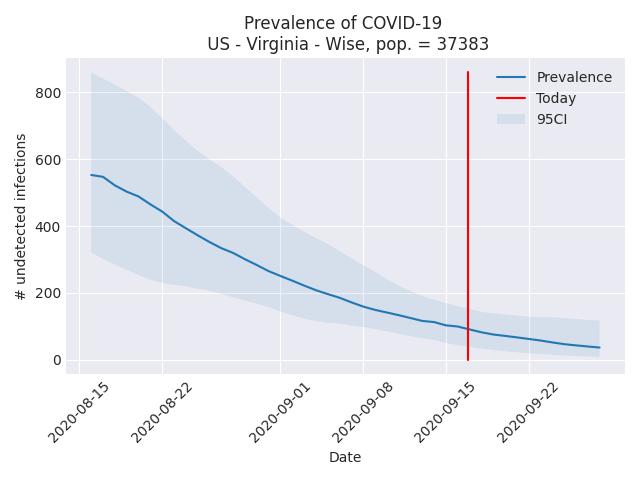 Prevalence of COVID-19
US - Virginia - Wise, pop. = 37383
# undetected infections
800
600
400
200
0
Prevalence
Today
95CI
2020-08-15
2020-08-22
2020-09-01
2020-09-08
2020-09-15
2020-09-22
Date